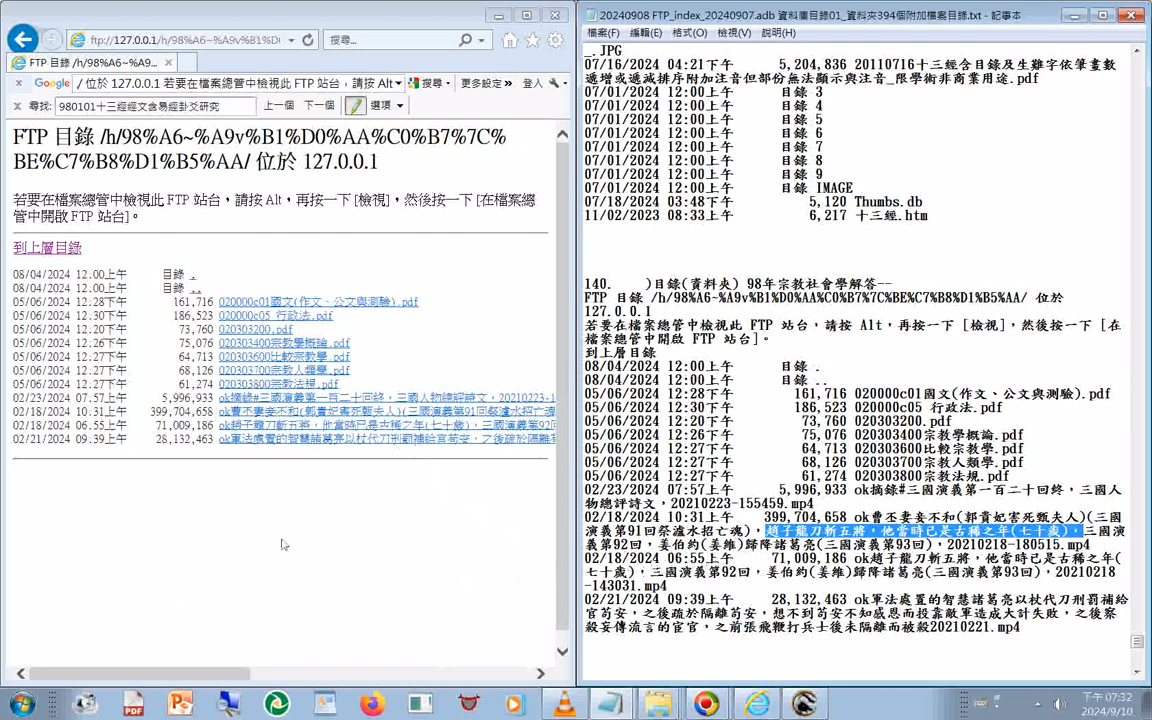 ftp://127.0.0.1/h/98%A6~%A9v%B1%D0
搜尋...
FTP 目錄 /h/98%A6~%A9...
Google
位於 127.0.0.1 若要在檔案總管中檢視此 FTP 站台，請按 Alt
搜尋
更多設定 »
登入
尋找:
980101十三經經文含易經卦爻研究
上一個
下一個
選項
FTP 目錄 /h/98%A6~%A9v%B1%D0%AA%C0%B7%7C%
BE%C7%B8%D1%B5%AA/ 位於 127.0.0.1
若要在檔案總管中檢視此 FTP 站台，請按 Alt，再按一下 [檢視]，然後按一下 [在檔案總
管中開啟 FTP 站台]。
到上層目錄
08/04/2024 12:00上午 目錄 .
08/04/2024 12:00上午 目錄 ..
05/06/2024 12:28下午 161,716 020000c01國文(作文、公文與測驗).pdf
05/06/2024 12:30下午 186,523 020000c05 行政法.pdf
05/06/2024 12:20下午 73,760 020303200.pdf
05/06/2024 12:26下午 75,076 020303400宗教學概論.pdf
05/06/2024 12:27下午 64,713 020303600比較宗教學.pdf
05/06/2024 12:27下午 68,126 020303700宗教人類學.pdf
05/06/2024 12:27下午 61,274 020303800宗教法規.pdf
02/23/2024 07:57上午 5,996,933 ok摘錄#三國演義第一百二十回終，三國人物總評詩文，20210223-1
02/18/2024 10:31上午 399,704,658 ok曹丕妻妾不和(郭貴妃害死甄夫人)(三國演義第91回祭瀘水招亡魂
02/18/2024 06:55上午 71,009,186 ok趙子龍刀斬五將，他當時已是古稀之年(七十歲)，三國演義第92回
02/21/2024 09:39上午 28,132,463 ok軍法處置的智慧諸葛亮以杖代刀刑罰補給官苟安，之後疏於隔離苟
20240908 FTP_index_20240907.adb 資料庫目錄01_資料夾394個附加檔案目錄.txt - 記事本
檔案(F) 編輯(E) 格式(O) 檢視(V) 說明(H)
_.JPG
07/16/2024 04:21下午 5,204,836 20110716十三經含目錄及生難字依筆畫數
遞增或遞減排序附加注音但部份無法顯示與注音_限學術非商業用途.pdf
07/01/2024 12:00上午 目錄 3
07/01/2024 12:00上午 目錄 4
07/01/2024 12:00上午 目錄 5
07/01/2024 12:00上午 目錄 6
07/01/2024 12:00上午 目錄 7
07/01/2024 12:00上午 目錄 8
07/01/2024 12:00上午 目錄 9
07/01/2024 12:00上午 目錄 IMAGE
07/18/2024 03:48下午 5,120 Thumbs.db
11/02/2023 08:33上午 6,217 十三經.htm
140. )目錄(資料夾) 98年宗教社會學解答--
FTP 目錄 /h/98%A6~%A9v%B1%D0%AA%C0%B7%7C%BE%C7%B8%D1%B5%AA/ 位於
127.0.0.1
若要在檔案總管中檢視此 FTP 站台，請按 Alt，再按一下 [檢視]，然後按一下 [在
檔案總管中開啟 FTP 站台]。
到上層目錄
08/04/2024 12:00上午 目錄 .
08/04/2024 12:00上午 目錄 ..
05/06/2024 12:28下午 161,716 020000c01國文(作文、公文與測驗).pdf
05/06/2024 12:30下午 186,523 020000c05 行政法.pdf
05/06/2024 12:20下午 73,760 020303200.pdf
05/06/2024 12:26下午 75,076 020303400宗教學概論.pdf
05/06/2024 12:27下午 64,713 020303600比較宗教學.pdf
05/06/2024 12:27下午 68,126 020303700宗教人類學.pdf
05/06/2024 12:27下午 61,274 020303800宗教法規.pdf
02/23/2024 07:57上午 5,996,933 ok摘錄#三國演義第一百二十回終，三國人
物總評詩文，20210223-155459.mp4
02/18/2024 10:31上午 399,704,658 ok曹丕妻妾不和(郭貴妃害死甄夫人)(三國
演義第91回祭瀘水招亡魂)，趙子龍刀斬五將，他當時已是古稀之年(七十歲)，三國演
義第92回，姜伯約(姜維)歸降諸葛亮(三國演義第93回)，20210218-180515.mp4
02/18/2024 06:55上午 71,009,186 ok趙子龍刀斬五將，他當時已是古稀之年
(七十歲)，三國演義第92回，姜伯約(姜維)歸降諸葛亮(三國演義第93回)，20210218
-143031.mp4
02/21/2024 09:39上午 28,132,463 ok軍法處置的智慧諸葛亮以杖代刀刑罰補給
官苟安，之後疏於隔離苟安，想不到苟安不知感恩而投靠敵軍造成大計失敗，之後察
殺妄傳流言的宦官，之前張飛鞭打兵士後未隔離而被殺20210221.mp4
下午 07:32
2024/9/10